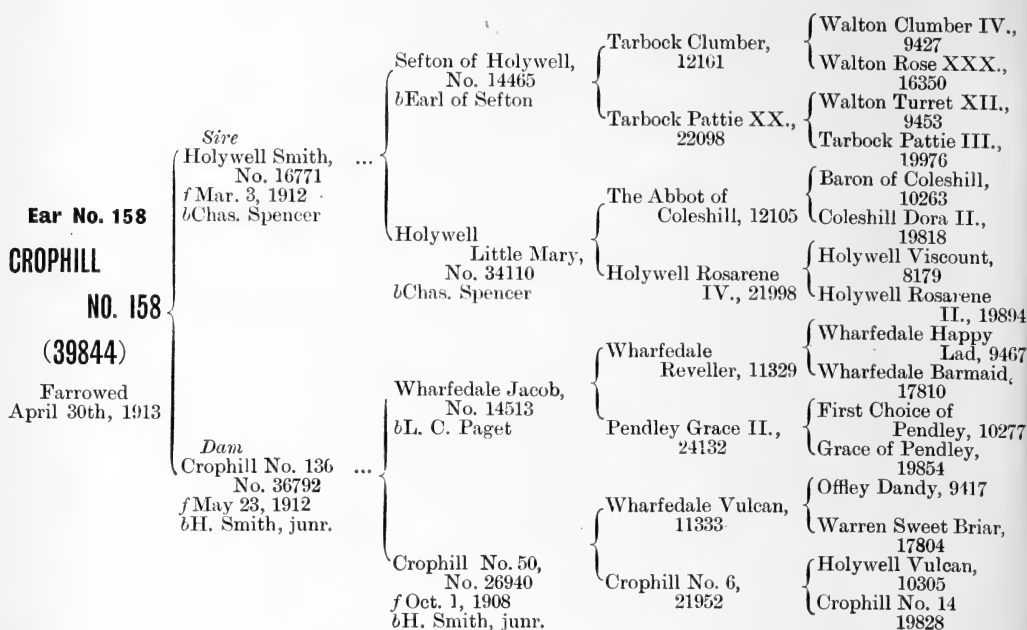 Ear No. 158
CROPHILL
NO. 158
(39844)
Farrowed
April 30th, 1913
Sire
Holywell Smith, ...
No. 16771
f Mar. 3, 1912
bChas. Spencer
Dam
Crophill No. 136 ...
No. 36792
f May 23, 1912
bH. Smith, junr.
Sefton of Holywell,
No. 14465
bEarl of Sefton
Holywell
Little Mary,
No. 34110
bChas. Spencer
Wharfedale Jacob,
No. 14513
bL. C. Paget
Crophill No. 50,
No. 26940
f Oct. 1, 1908
bH. Smith, junr.
Tarbock Clumber,
12161
Tarbock Pattie XX.,
22098
The Abbot of
Coleshill, 12105
Holywell Rosarene
IV., 21998
Wharfedale
Reveller, 11329
Pendley Grace II.,
24132
Wharfedale Vulcan,
11333
Crophill No. 6,
21952
Walton Clumber IV.,
9427
Walton Rose XXX.,
16350
Walton Turret XII.,
9453
Tarbock Pattie III.,
19976
Baron of Coleshill,
10263
Coleshill Dora II.,
19818
Holywell Viscount,
8179
Holywell Rosarene
II., 19894
Wharfedale Happy
Lad, 9467
Wharfedale Barmaid,
17810
First Choice of
Pendley, 10277
Grace of Pendley,
19854
Offley Dandy, 9417
Warren Sweet Briar,
17804
Holywell Vulcan,
10305
Crophill No. 14
19828